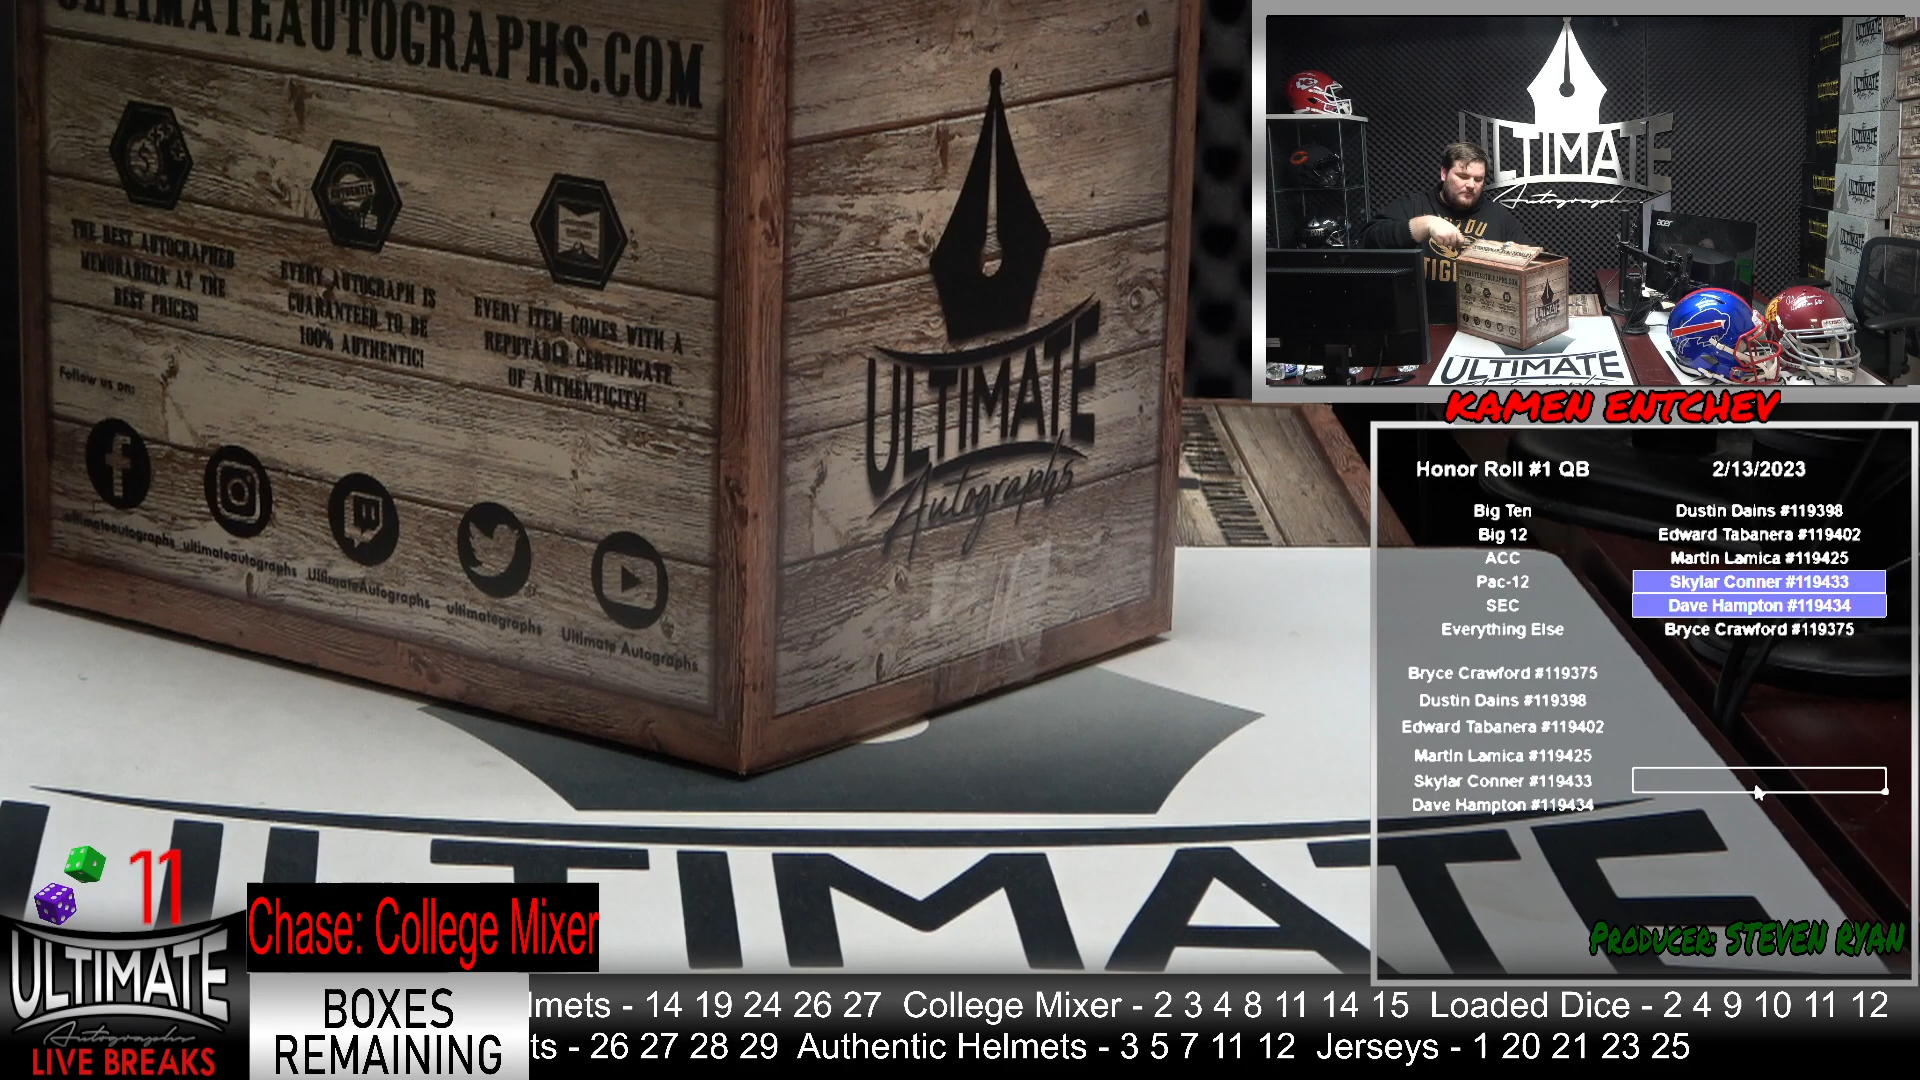 ULTIMATEAUTOGRAPHS.COM
THE BEST AUTOGRAPHED
MEMORABILIA AT THE
BEST PRICES!
AUTHENTIC
EVERY AUTOGRAPH IS
GUARANTEED TO BE
100% AUTHENTIC!
EVERY ITEM COMES WITH A
REPUTABLE CERTIFICATE
OF AUTHENTICITY!
Follow us on:
ultimateautographs_
ultimateautographs
UltimateAutographs
ultimategraphs
Ultimate Autographs
ULTIMATE
Autographs
ULTIMATE
ULTIMATE
Autographs
acer
TIG
ULTIMATE
KAMEN ENTCHEV
Honor Roll #1 QB 2/13/2023
Big Ten Dustin Dains #119398
Big 12 Edward Tabanera #119402
ACC Martin Lamica #119425
Pac-12 Skylar Conner #119433
SEC Dave Hampton #119434
Everything Else Bryce Crawford #119375
Bryce Crawford #119375
Dustin Dains #119398
Edward Tabanera #119402
Martin Lamica #119425
Skylar Conner #119433
Dave Hampton #119434
Producer: STEVEN RYAN
11
ULTIMATE
Autographs
LIVE BREAKS
Chase: College Mixer
BOXES
REMAINING
lmets - 14 19 24 26 27 College Mixer - 2 3 4 8 11 14 15 Loaded Dice - 2 4 9 10 11 12
ts - 26 27 28 29 Authentic Helmets - 3 5 7 11 12 Jerseys - 1 20 21 23 25